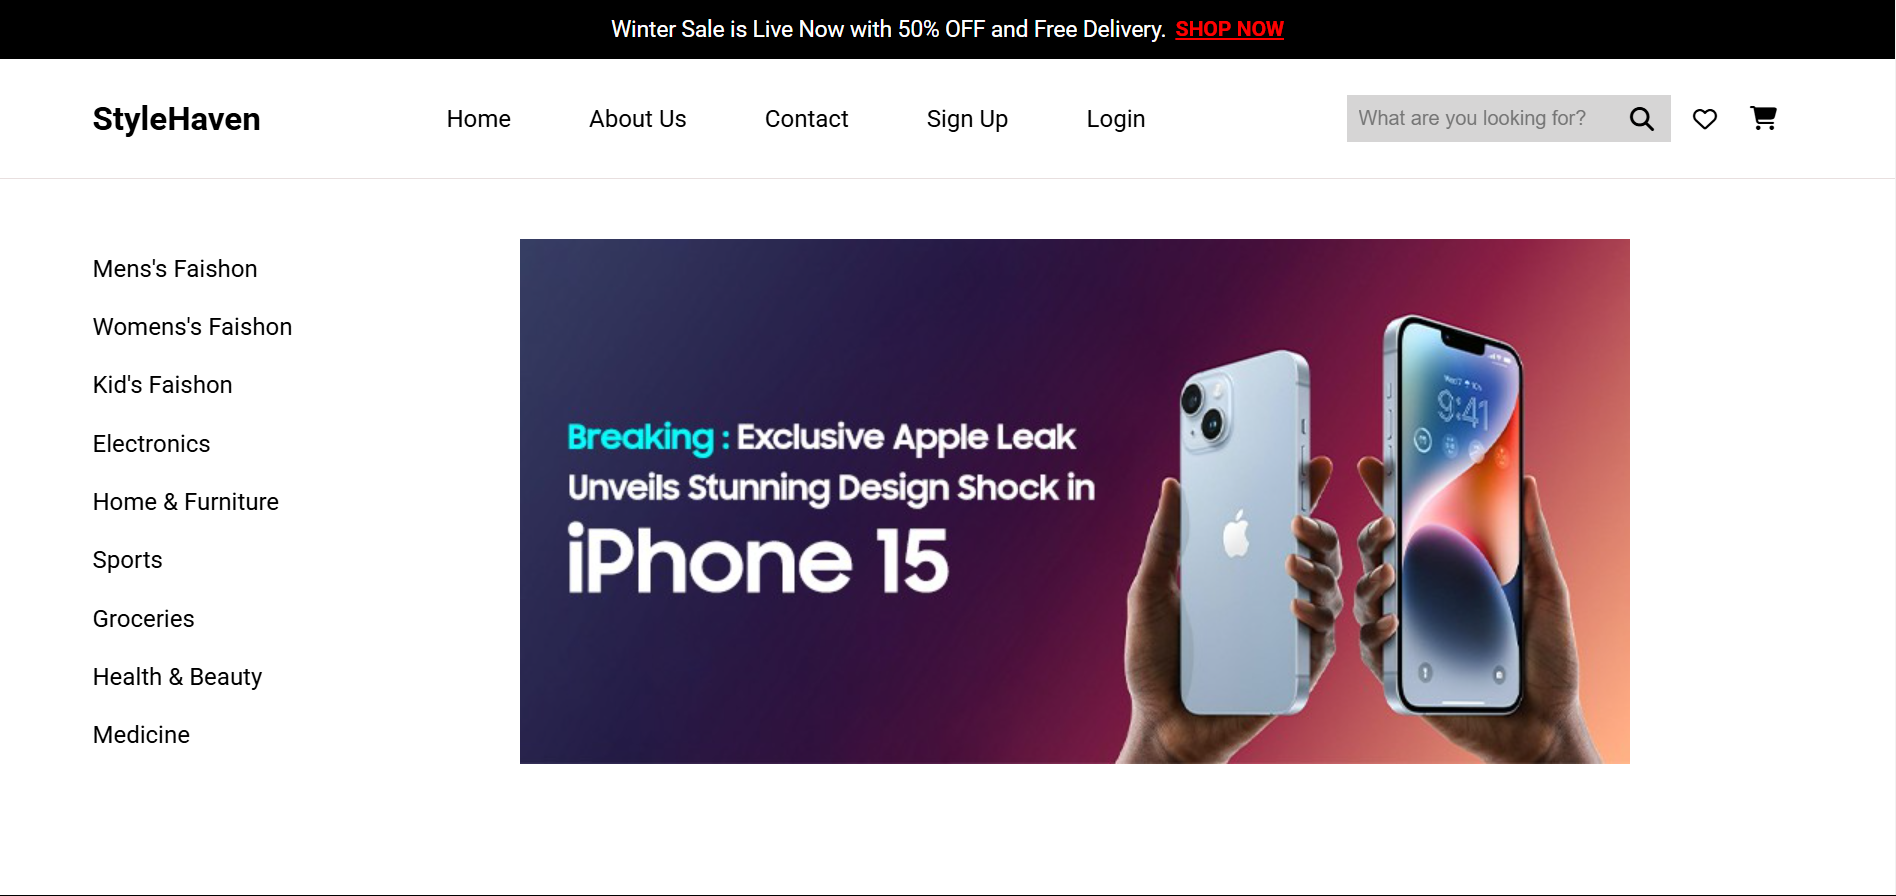 Winter Sale is Live Now with 50% OFF and Free Delivery. SHOP NOW
StyleHaven Home About Us Contact Sign Up Login What are you looking for?
Mens's Faishon
Womens's Faishon
Kid's Faishon
Electronics
Home & Furniture
Sports
Groceries
Health & Beauty
Medicine
Breaking : Exclusive Apple Leak
Unveils Stunning Design Shock in
iPhone 15
9:41